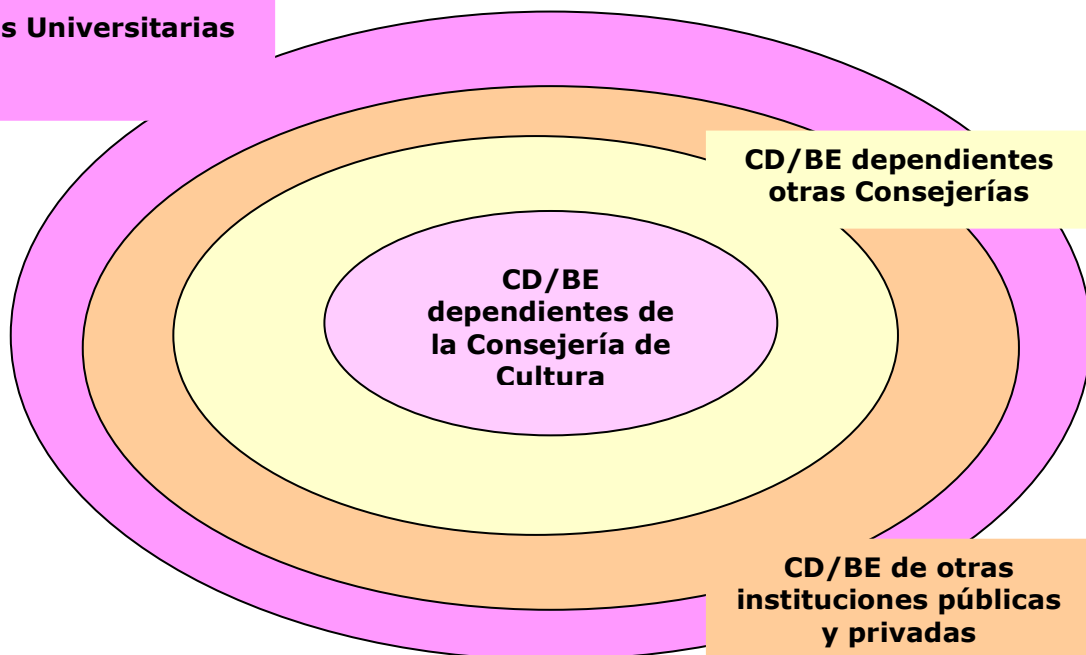 s Universitarias
CD/BE dependientes
otras Consejerías
CD/BE
dependientes de
la Consejería de
Cultura
CD/BE de otras
instituciones públicas
y privadas